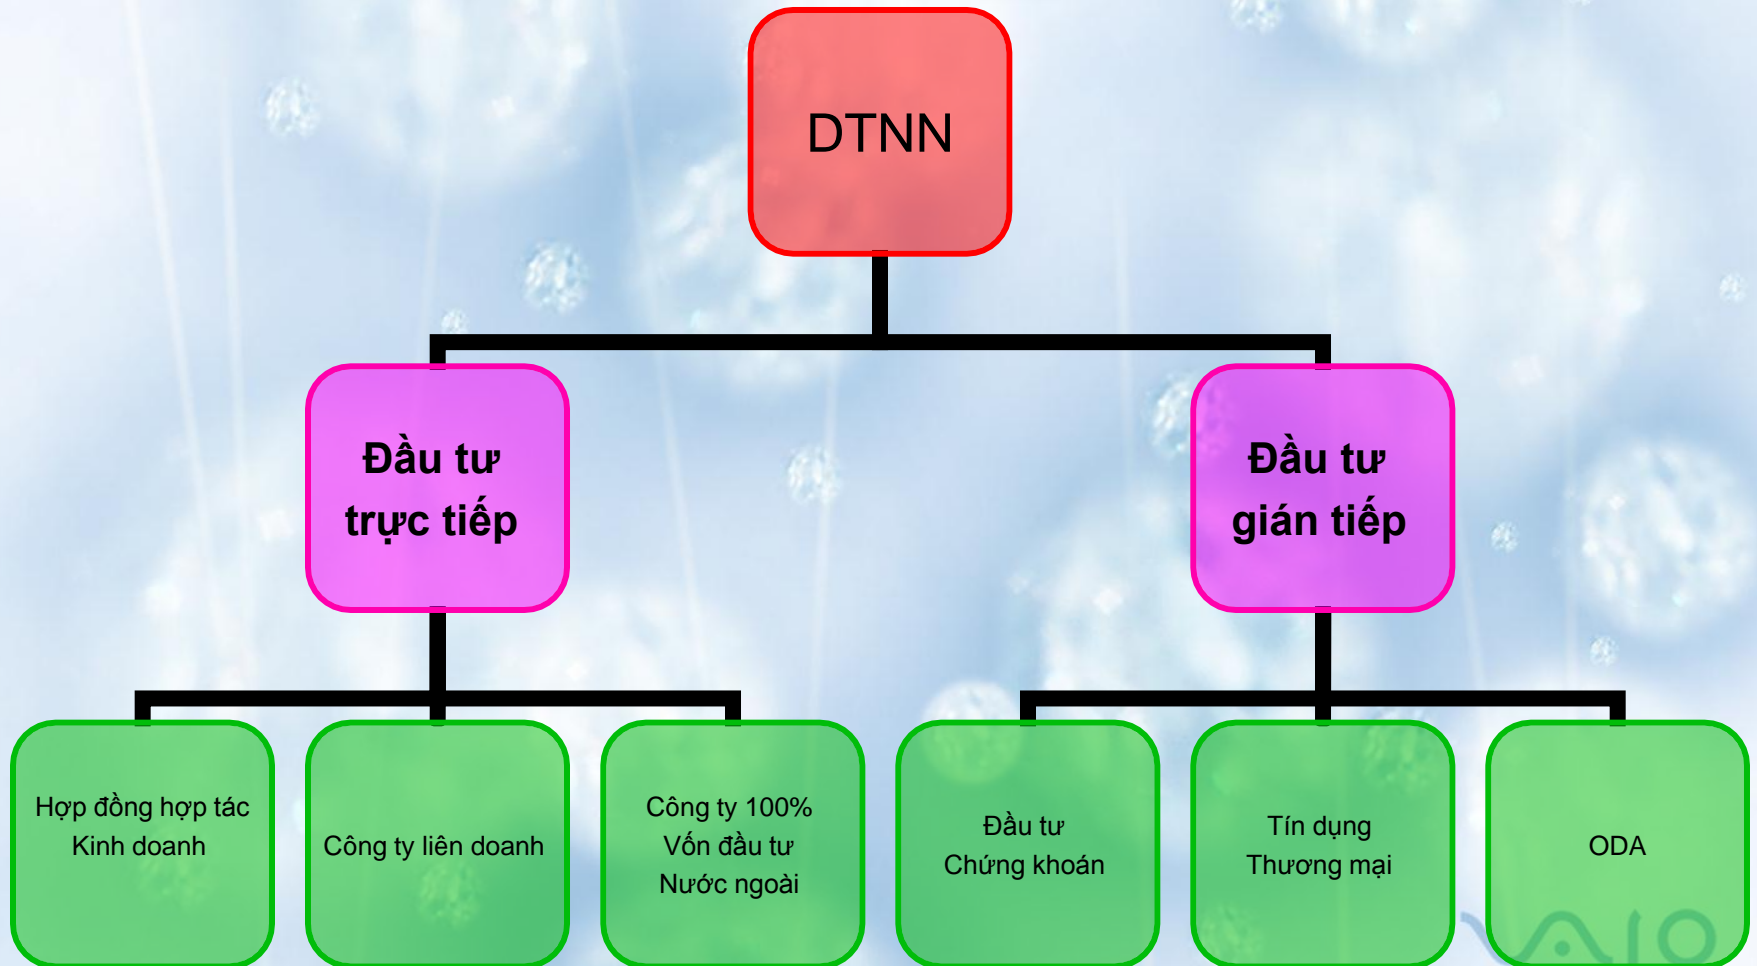 DTNN
Đầu tư
trực tiếp
Đầu tư
gián tiếp
Hợp đồng hợp tác
Kinh doanh
Công ty liên doanh
Công ty 100%
Vốn đầu tư
Nước ngoài
Đầu tư
Chứng khoán
Tín dụng
Thương mại
ODA
VAIO